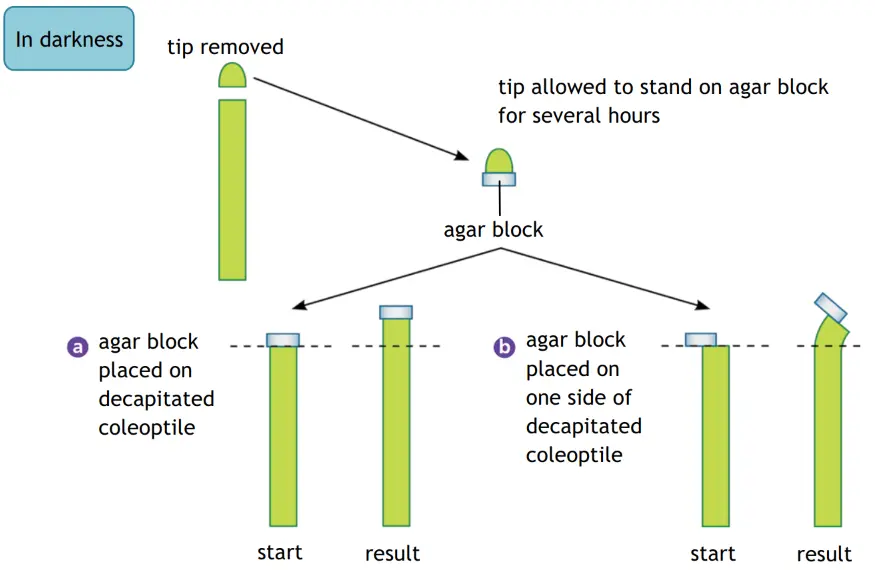 In darkness
tip removed
tip allowed to stand on agar block
for several hours
agar block
a
agar block
placed on
decapitated
coleoptile
start
result
b
agar block
placed on
one side of
decapitated
coleoptile
start
result